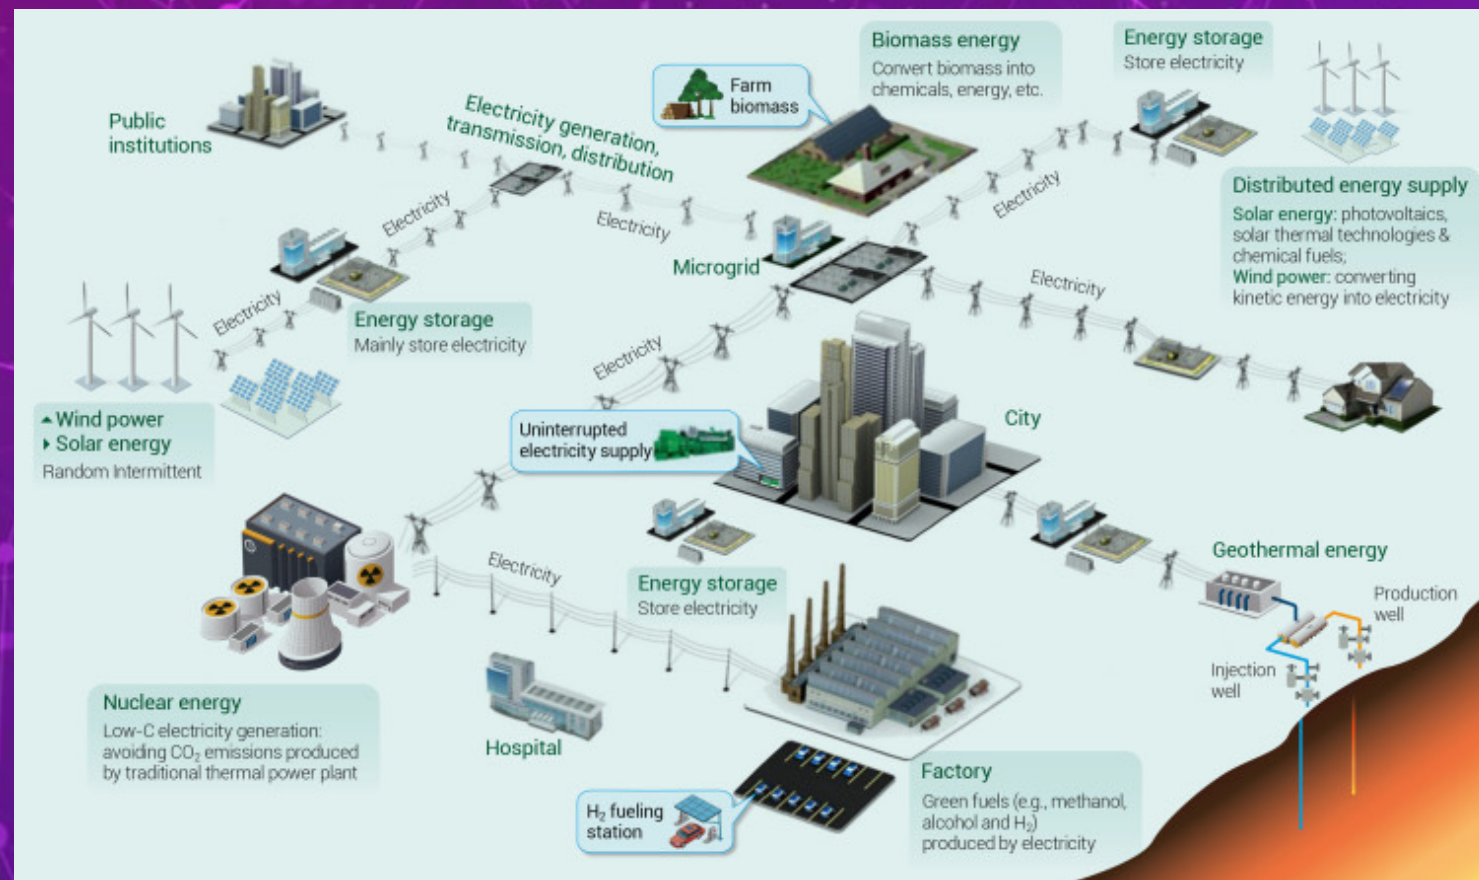 Biomass energy
Convert biomass into
chemicals, energy, etc.
Energy storage
Store electricity
Farm
biomass
Public
institutions
Electricity generation,
transmission, distribution
Electricity
Electricity
Electricity
Distributed energy supply
Solar energy: photovoltaics,
solar thermal technologies &
chemical fuels;
Wind power: converting
kinetic energy into electricity
Microgrid
Electricity
Electricity
Energy storage
Mainly store electricity
Electricity
Wind power
Solar energy
Random Intermittent
Uninterrupted
electricity supply
City
Geothermal energy
Production
well
Injection
well
Electricity
Energy storage
Store electricity
Nuclear energy
Low-C electricity generation:
avoiding CO₂ emissions produced
by traditional thermal power plant
Hospital
Factory
Green fuels (e.g., methanol,
alcohol and H₂)
produced by electricity
H₂ fueling
station